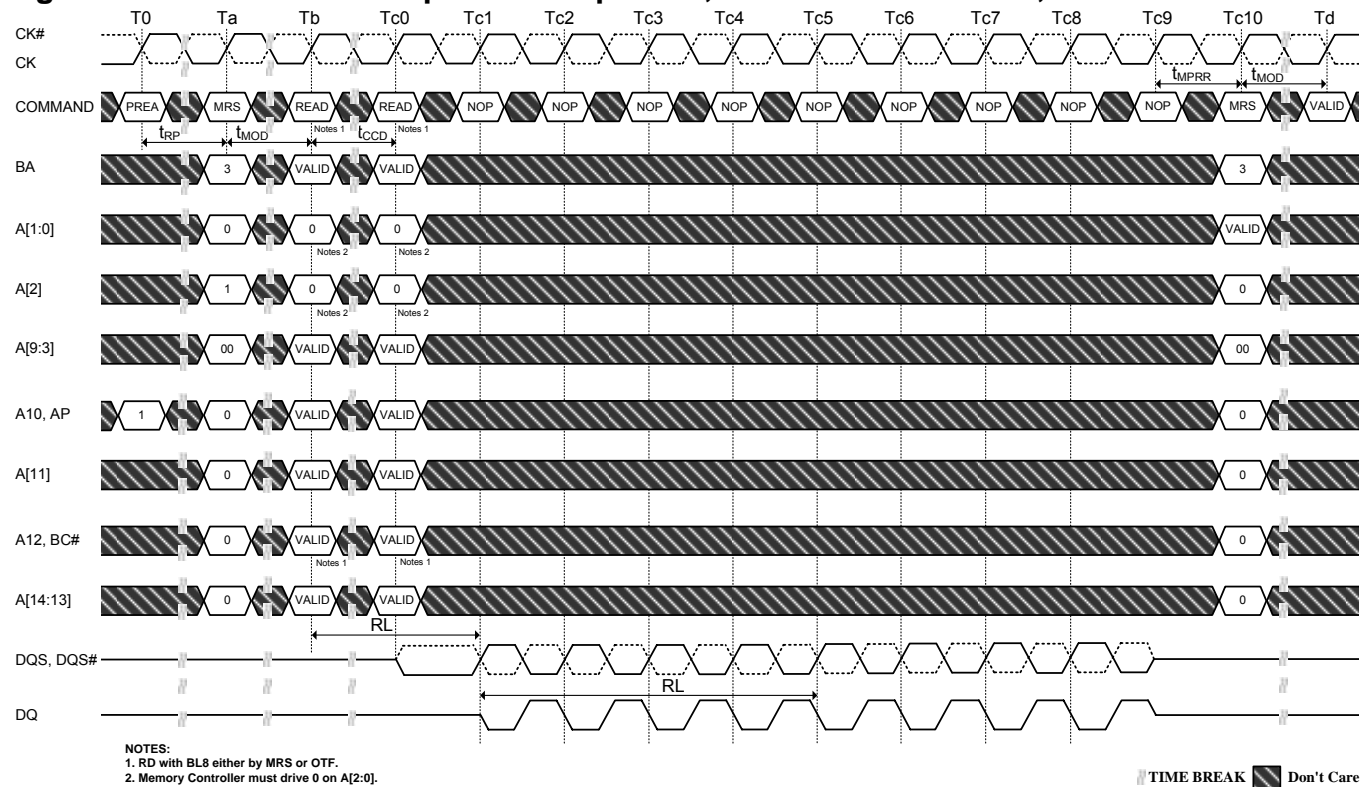 T0 Ta Tb Tc0 Tc1 Tc2 Tc3 Tc4 Tc5 Tc6 Tc7 Tc8 Tc9 Tc10 Td
CK#
CK
tMPRR tMOD
COMMAND PREA MRS READ READ NOP NOP NOP NOP NOP NOP NOP NOP NOP MRS VALID
Notes 1 Notes 1
tRP tMOD tCCD
BA 3 VALID VALID 3
A[1:0] 0 0 0 VALID
Notes 2 Notes 2
A[2] 1 0 0 0
Notes 2 Notes 2
A[9:3] 00 VALID VALID 00
A10, AP 1 0 VALID VALID 0
A[11] 0 VALID VALID 0
A12, BC# 0 VALID VALID 0
Notes 1 Notes 1
A[14:13] 0 VALID VALID 0
RL
DQS, DQS#
RL
DQ
NOTES:
1. RD with BL8 either by MRS or OTF.
2. Memory Controller must drive 0 on A[2:0].
TIME BREAK Don't Care